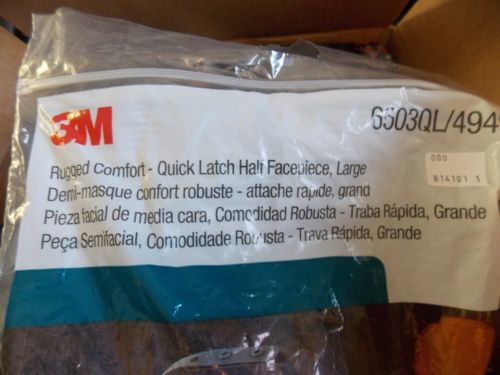 3M
6503QL/4949
000
B14101 1
Rugged Comfort - Quick Latch Half Facepiece, Large
Demi-masque confort robuste - attache rapide, grand
Pieza facial de media cara, Comodidad Robusta - Traba Rápida, Grande
Peça Semifacial, Comodidade Robusta - Trava Rápida, Grande